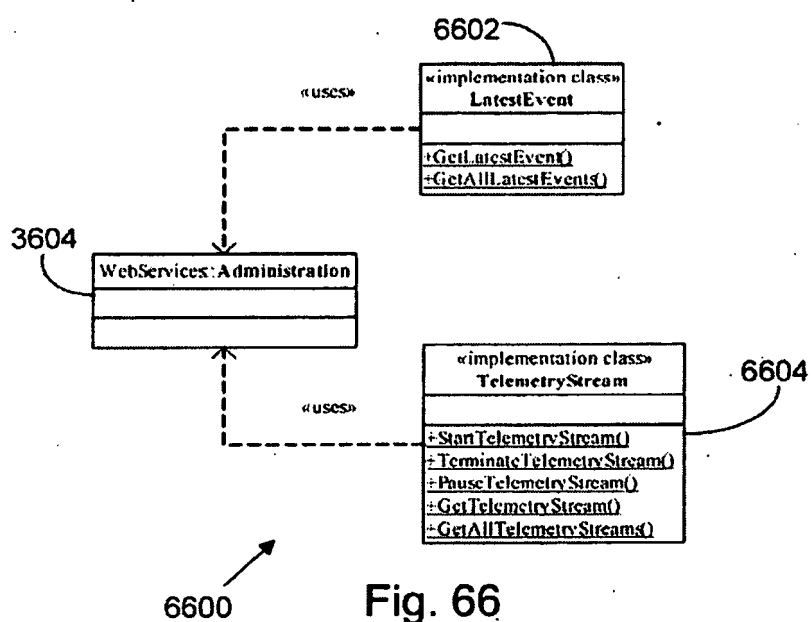 6602
«implementation class»
LatestEvent
«uses»
+GetLatestEvent()
+GetAllLatestEvents()
3604
WebServices::Administration
«implementation class»
TelemetryStream
6604
«uses»
+StartTelemetryStream()
+TerminateTelemetryStream()
+PauseTelemetryStream()
+GetTelemetryStream()
+GetAllTelemetryStreams()
6600
Fig. 66